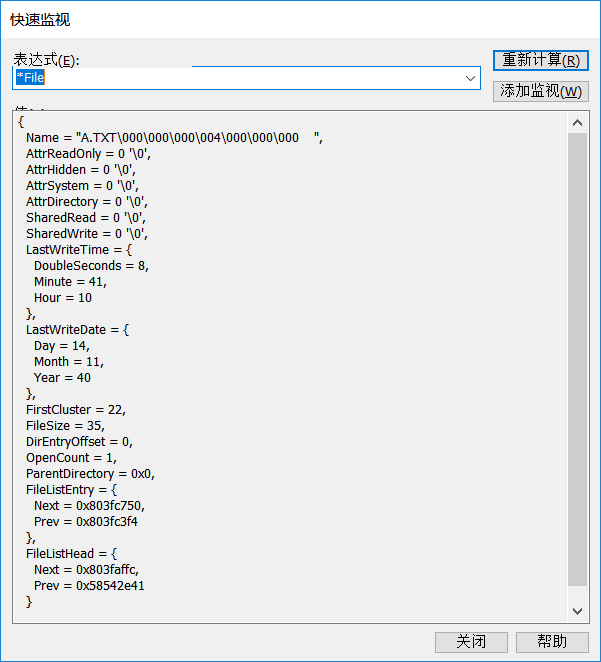 快速监视
表达式(E):
重新计算(R)
*File
添加监视(W)
{
Name = "A.TXT\000\000\000\004\000\000\000    ",
AttrReadOnly = 0 '\0',
AttrHidden = 0 '\0',
AttrSystem = 0 '\0',
AttrDirectory = 0 '\0',
SharedRead = 0 '\0',
SharedWrite = 0 '\0',
LastWriteTime = {
DoubleSeconds = 8,
Minute = 41,
Hour = 10
},
LastWriteDate = {
Day = 14,
Month = 11,
Year = 40
},
FirstCluster = 22,
FileSize = 35,
DirEntryOffset = 0,
OpenCount = 1,
ParentDirectory = 0x0,
FileListEntry = {
Next = 0x803fc750,
Prev = 0x803fc3f4
},
FileListHead = {
Next = 0x803faffc,
Prev = 0x58542e41
}
关闭
帮助